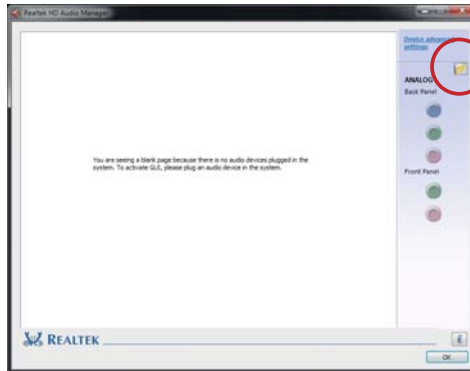 Realtek HD Audio Manager
Device advanced
settings
ANALOG
Back Panel
You are seeing a blank page because there is no audio devices plugged in the
system. To activate GUI, please plug an audio device in the system.
Front Panel
REALTEK
OK